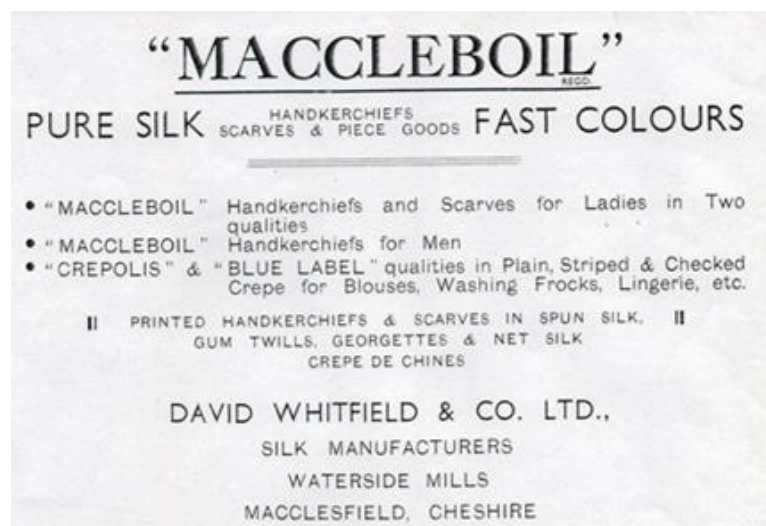 "MACCLEBOIL"
REGD.
PURE SILK HANDKERCHIEFS SCARVES & PIECE GOODS FAST COLOURS
• "MACCLEBOIL" Handkerchiefs and Scarves for Ladies in Two
qualities
• "MACCLEBOIL" Handkerchiefs for Men
• "CREPOLIS" & "BLUE LABEL" qualities in Plain, Striped & Checked
Crepe for Blouses, Washing Frocks, Lingerie, etc.
PRINTED HANDKERCHIEFS & SCARVES IN SPUN SILK,
GUM TWILLS, GEORGETTES & NET SILK
CREPE DE CHINES
DAVID WHITFIELD & CO. LTD.,
SILK MANUFACTURERS
WATERSIDE MILLS
MACCLESFIELD, CHESHIRE